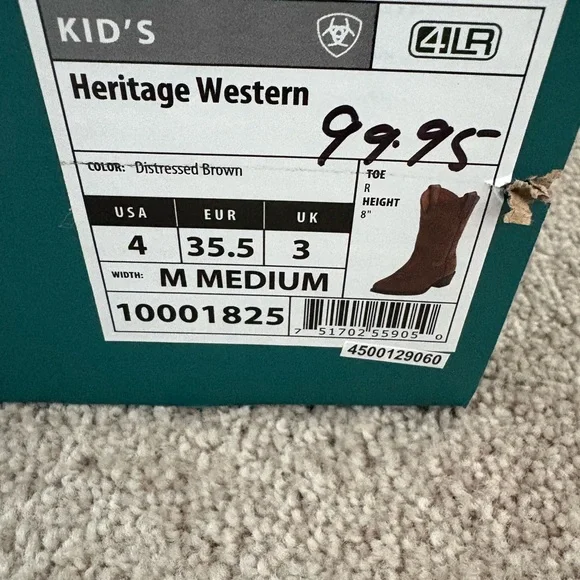 KID'S
4LR
Heritage Western
99.95
COLOR: Distressed Brown
TOE
R
HEIGHT
8"
USA EUR UK
4 35.5 3
WIDTH: M MEDIUM
10001825
7 51702 55905 0
4500129060